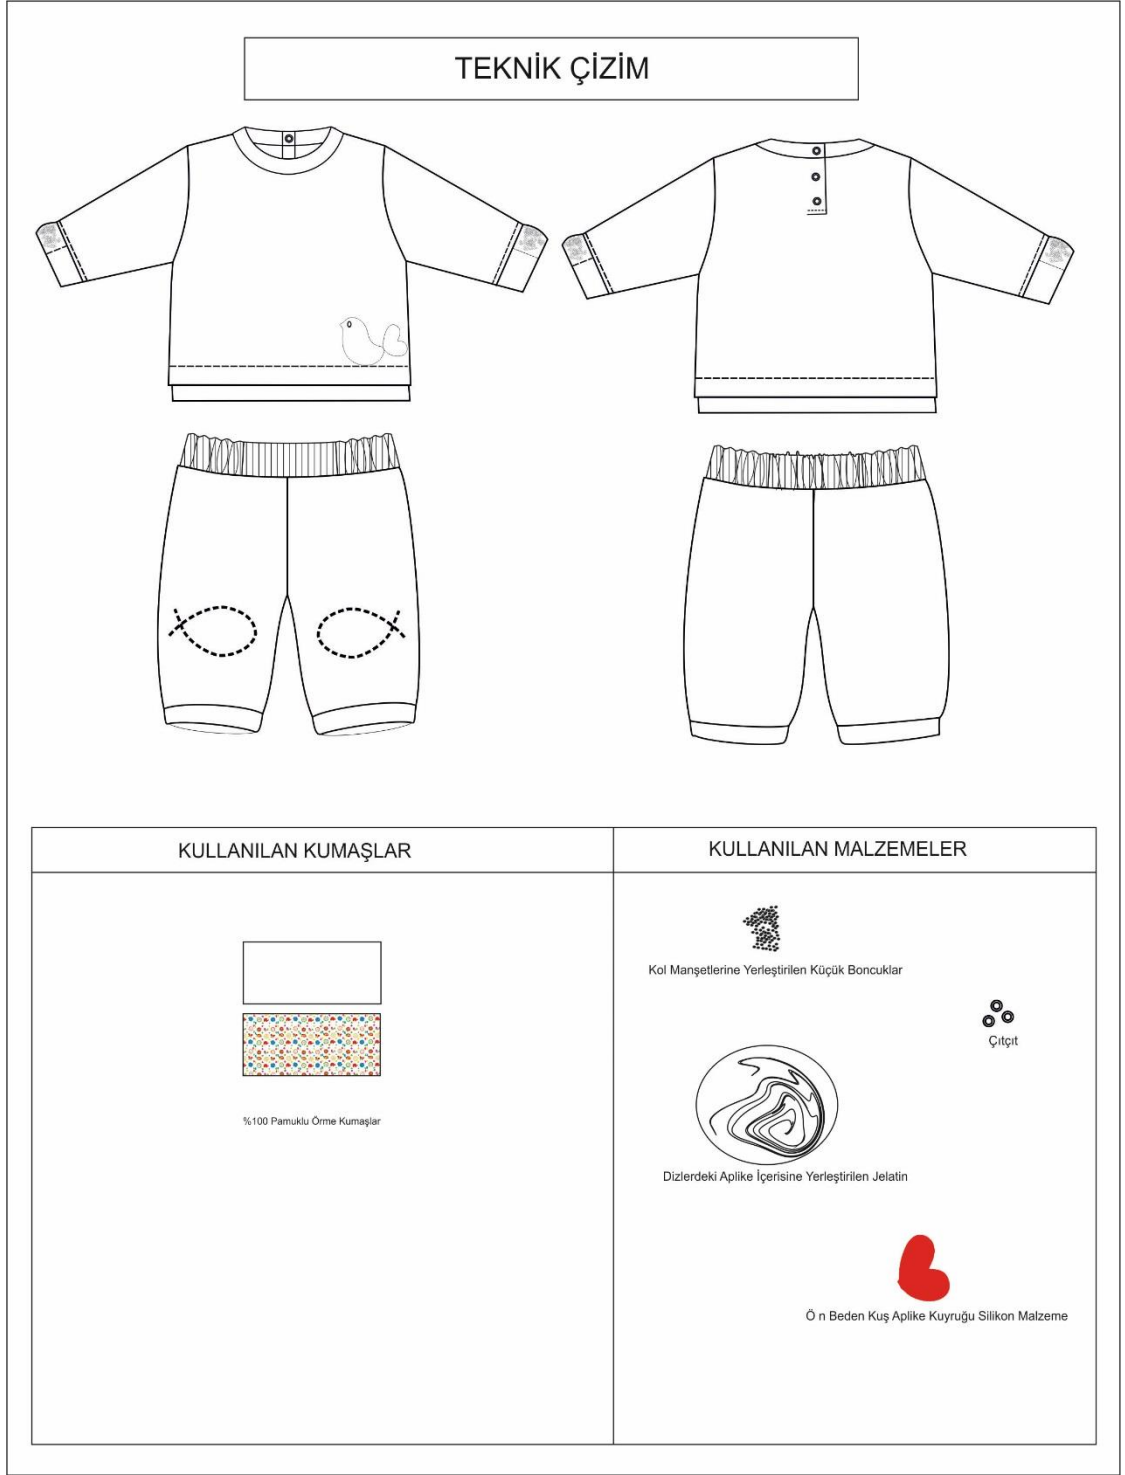 TEKNİK ÇİZİM
KULLANILAN KUMAŞLAR
%100 Pamuklu Örme Kumaşlar
KULLANILAN MALZEMELER
Kol Manşetlerine Yerleştirilen Küçük Boncuklar
Çıtçıt
Dizlerdeki Aplike İçerisine Yerleştirilen Jelatin
Ö n Beden Kuş Aplike Kuyruğu Silikon Malzeme